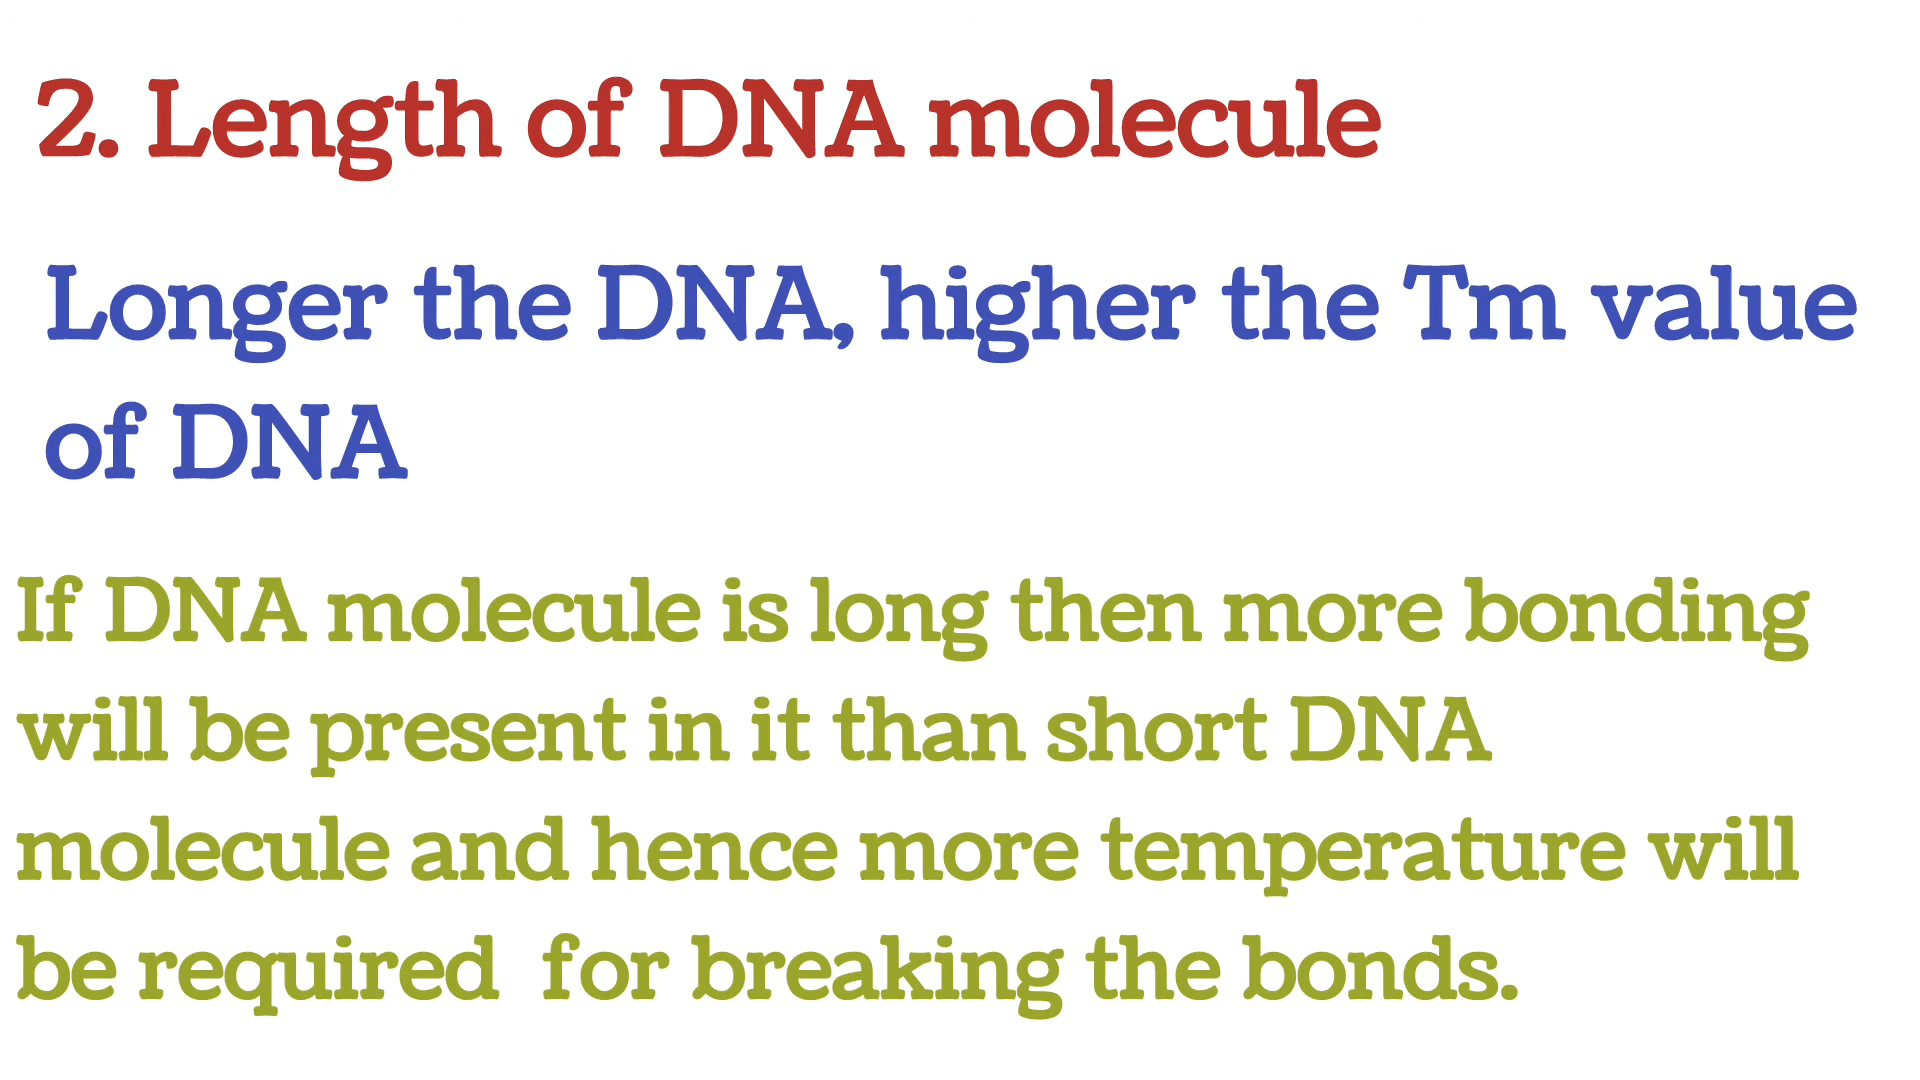 2. Length of DNA molecule
Longer the DNA, higher the Tm value
of DNA
If DNA molecule is long then more bonding
will be present in it than short DNA
molecule and hence more temperature will
be required  for breaking the bonds.